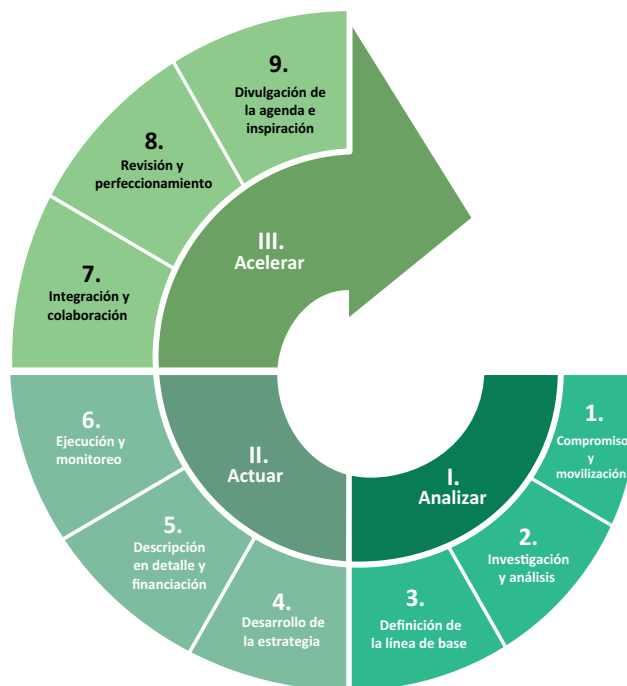 9.
Divulgación de
la agenda e
inspiración
8.
Revisión y
perfeccionamiento
7.
Integración y
colaboración
III.
Acelerar
6.
Ejecución y
monitoreo
II.
Actuar
5.
Descripción
en detalle y
financiación
4.
Desarrollo de
la estrategia
I.
Analizar
1.
Compromiso
y
movilización
2.
Investigación
y análisis
3.
Definición de
la línea de base